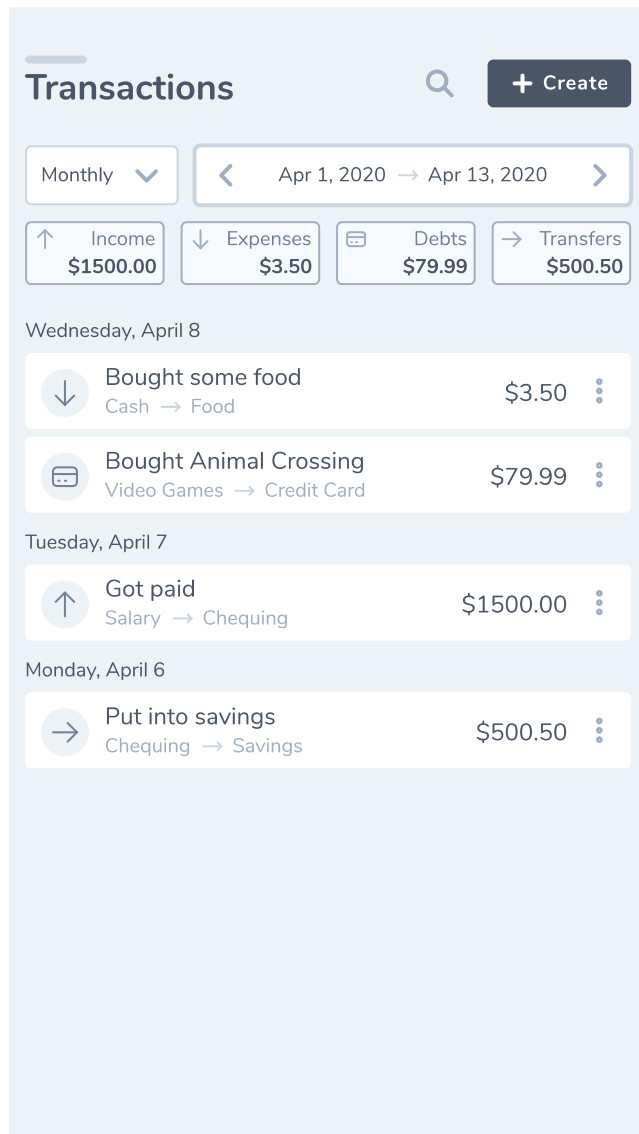 Transactions
Create
Monthly
Apr 1, 2020 → Apr 13, 2020
Income
$1500.00
Expenses
$3.50
Debts
$79.99
Transfers
$500.50
Wednesday, April 8
Bought some food
$3.50
Cash → Food
Bought Animal Crossing
$79.99
Video Games → Credit Card
Tuesday, April 7
Got paid
$1500.00
Salary → Chequing
Monday, April 6
Put into savings
$500.50
Chequing → Savings